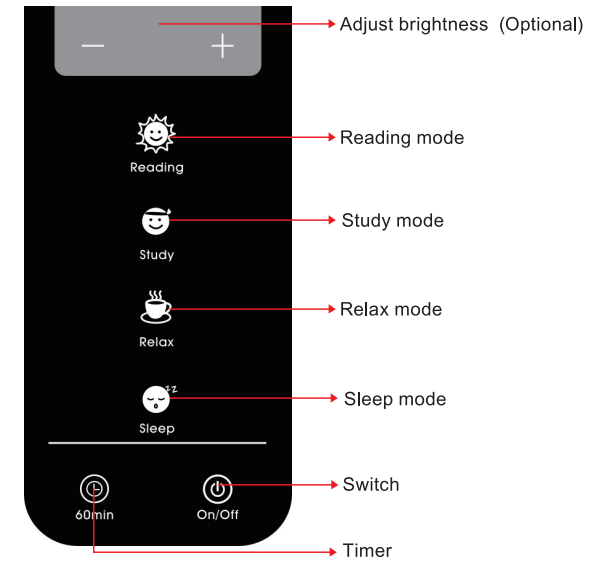 Adjust brightness (Optional)
— +
Reading mode
Reading
Study mode
Study
Relax mode
Relax
zz
Sleep mode
Sleep
Switch
60min On/Off
Timer